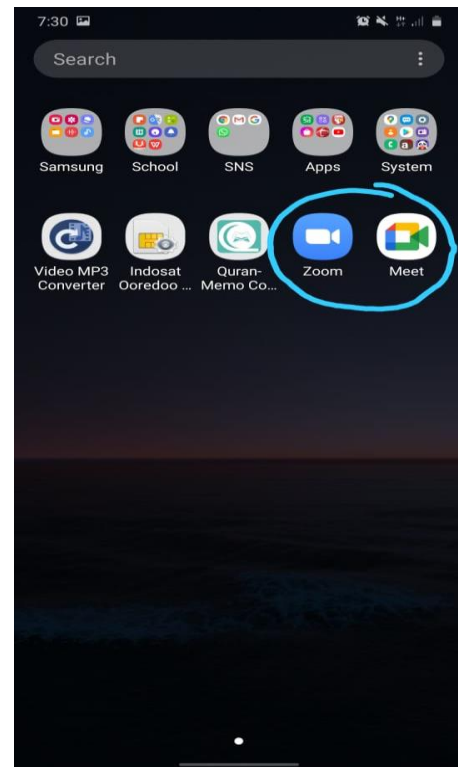 7:30
Search
Samsung School SNS Apps System
Video MP3 Indosat Quran- Zoom Meet
Converter Ooredoo ... Memo Co...